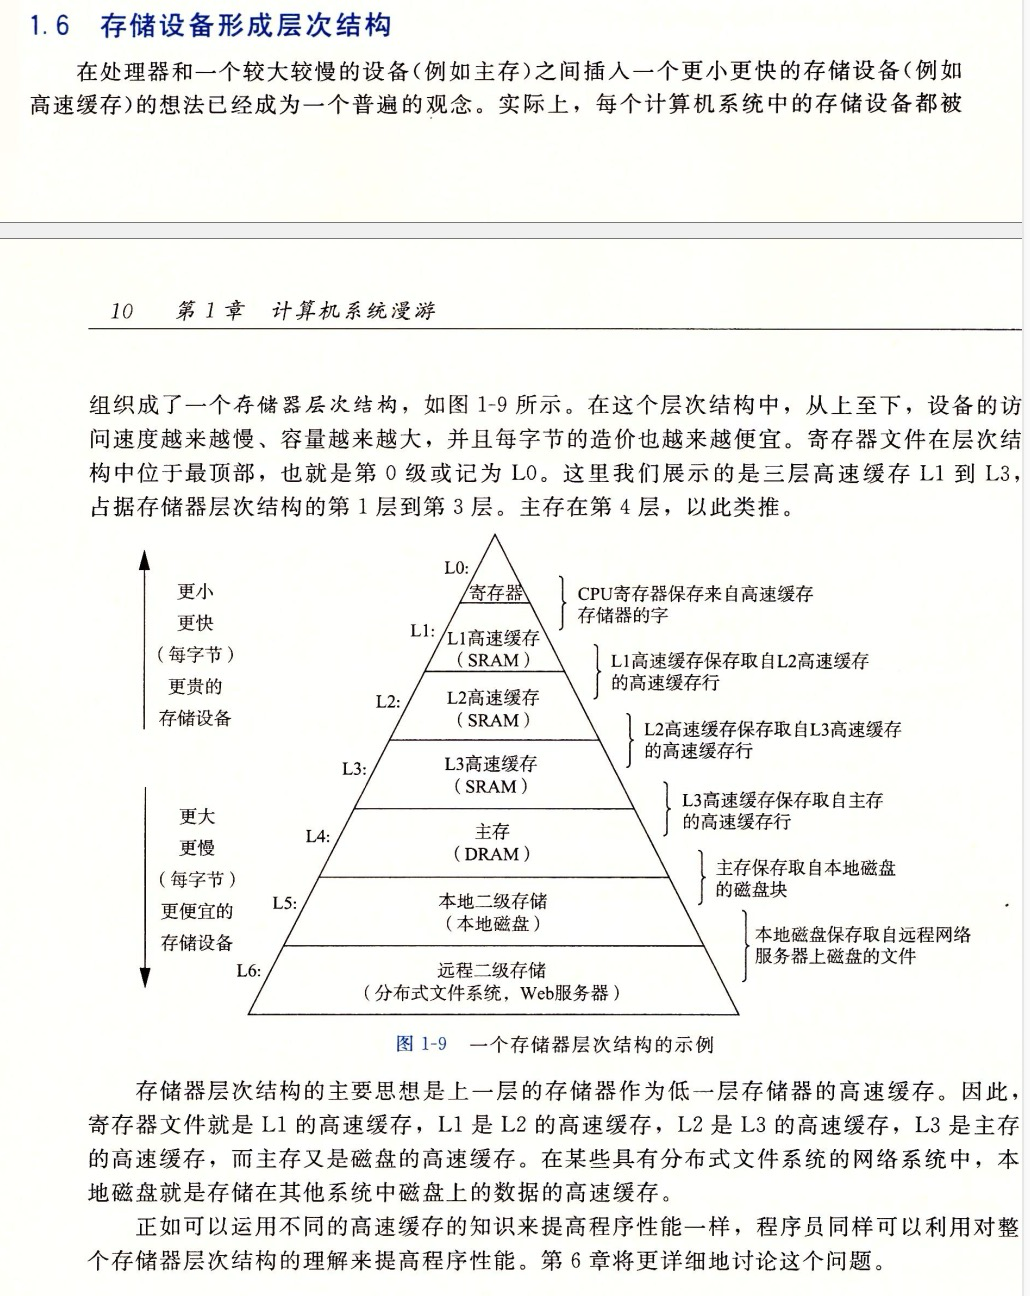 1.6 存储设备形成层次结构
在处理器和一个较大较慢的设备(例如主存)之间插入一个更小更快的存储设备(例如
高速缓存)的想法已经成为一个普遍的观念。实际上，每个计算机系统中的存储设备都被
10 第1章 计算机系统漫游
组织成了一个存储器层次结构，如图 1-9 所示。在这个层次结构中，从上至下，设备的访
问速度越来越慢、容量越来越大，并且每字节的造价也越来越便宜。寄存器文件在层次结
构中位于最顶部，也就是第 0 级或记为 L0。这里我们展示的是三层高速缓存 L1 到 L3，
占据存储器层次结构的第 1 层到第 3 层。主存在第 4 层，以此类推。
更小
更快
（每字节）
更贵的
存储设备
更大
更慢
（每字节）
更便宜的
存储设备
L0:
寄存器
CPU寄存器保存来自高速缓存
存储器的字
L1:
L1高速缓存
（SRAM）
L1高速缓存保存取自L2高速缓存
的高速缓存行
L2:
L2高速缓存
（SRAM）
L2高速缓存保存取自L3高速缓存
的高速缓存行
L3:
L3高速缓存
（SRAM）
L3高速缓存保存取自主存
的高速缓存行
L4:
主存
（DRAM）
主存保存取自本地磁盘
的磁盘块
L5:
本地二级存储
（本地磁盘）
本地磁盘保存取自远程网络
服务器上磁盘的文件
L6:
远程二级存储
（分布式文件系统，Web服务器）
图 1-9 一个存储器层次结构的示例
存储器层次结构的主要思想是上一层的存储器作为低一层存储器的高速缓存。因此，
寄存器文件就是 L1 的高速缓存，L1 是 L2 的高速缓存，L2 是 L3 的高速缓存，L3 是主存
的高速缓存，而主存又是磁盘的高速缓存。在某些具有分布式文件系统的网络系统中，本
地磁盘就是存储在其他系统中磁盘上的数据的高速缓存。
正如可以运用不同的高速缓存的知识来提高程序性能一样，程序员同样可以利用对整
个存储器层次结构的理解来提高程序性能。第 6 章将更详细地讨论这个问题。